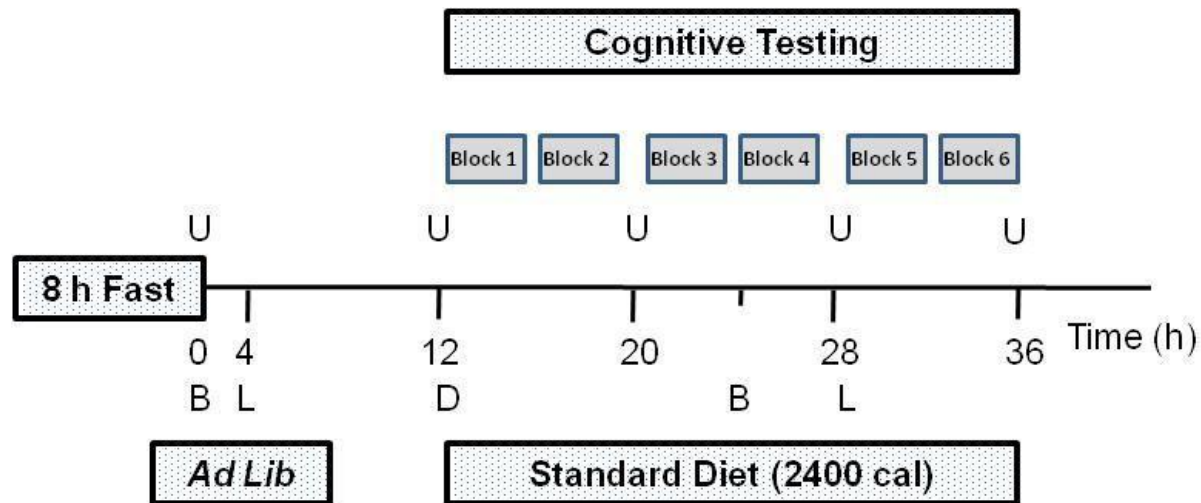 Cognitive Testing
Block 1 Block 2 Block 3 Block 4 Block 5 Block 6
U U U U U
8 h Fast
0 4 12 20 28 36 Time (h)
B L D B L
Ad Lib Standard Diet (2400 cal)